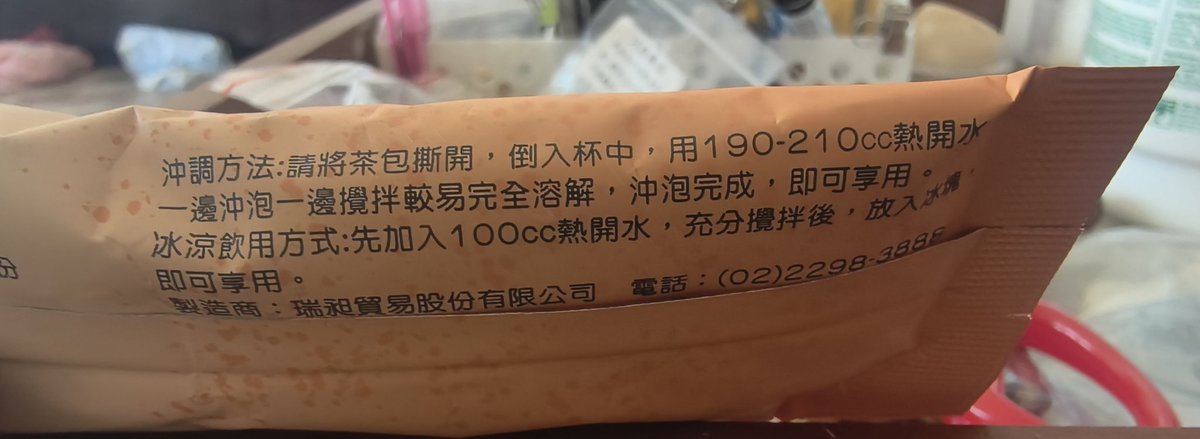 沖調方法:請將茶包撕開，倒入杯中，用190-210cc熱開水
一邊沖泡一邊攪拌較易完全溶解，沖泡完成，即可享用。
冰涼飲用方式:先加入100cc熱開水，充分攪拌後，放入冰塊，
即可享用。
製造商：瑞昶貿易股份有限公司　電話：(02)2298-3888
份